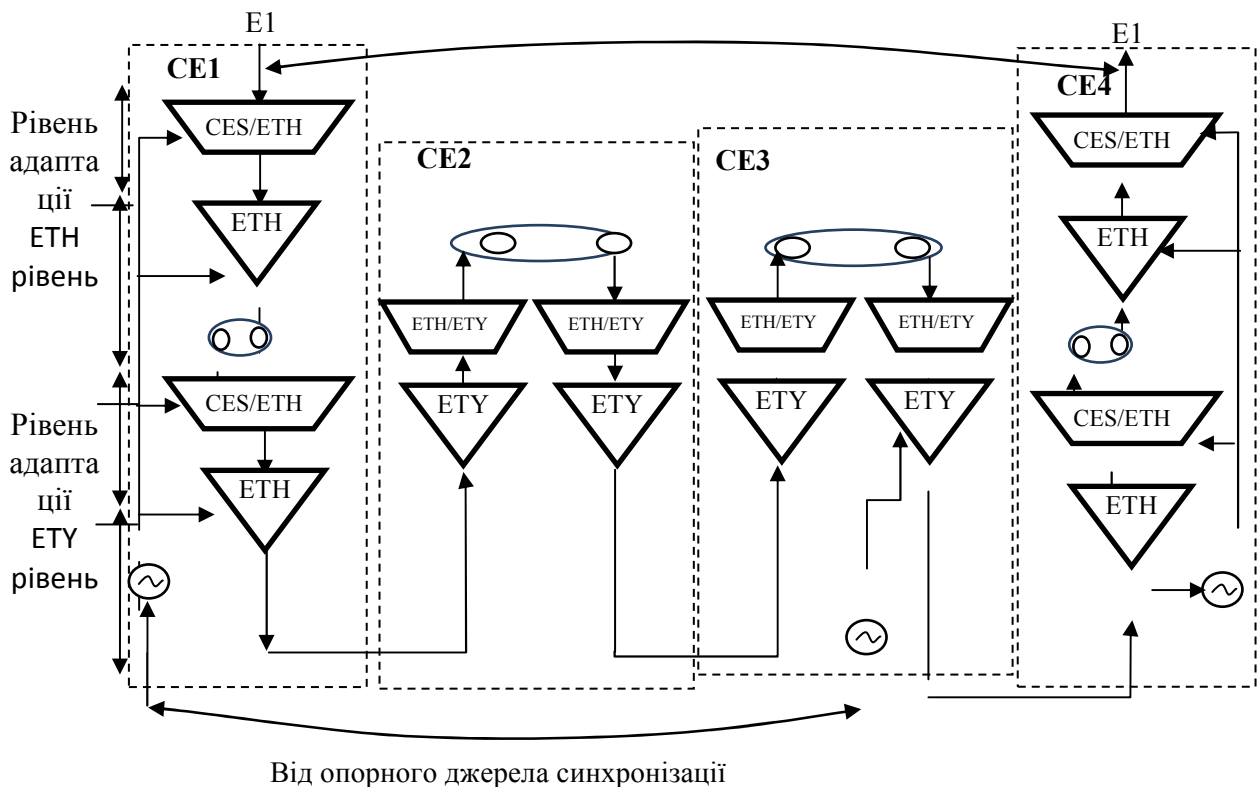 E1
E1
CE1
CE4
Рівень
адапта
ції
ETH
рівень
CES/ETH
ETH
CES/ETH
ETH
Рівень
адапта
ції
ETY
рівень
CE2
ETH/ETY
ETH/ETY
ETY
ETY
CE3
ETH/ETY
ETH/ETY
ETY
ETY
CES/ETH
ETH
CES/ETH
ETH
Від опорного джерела синхронізації